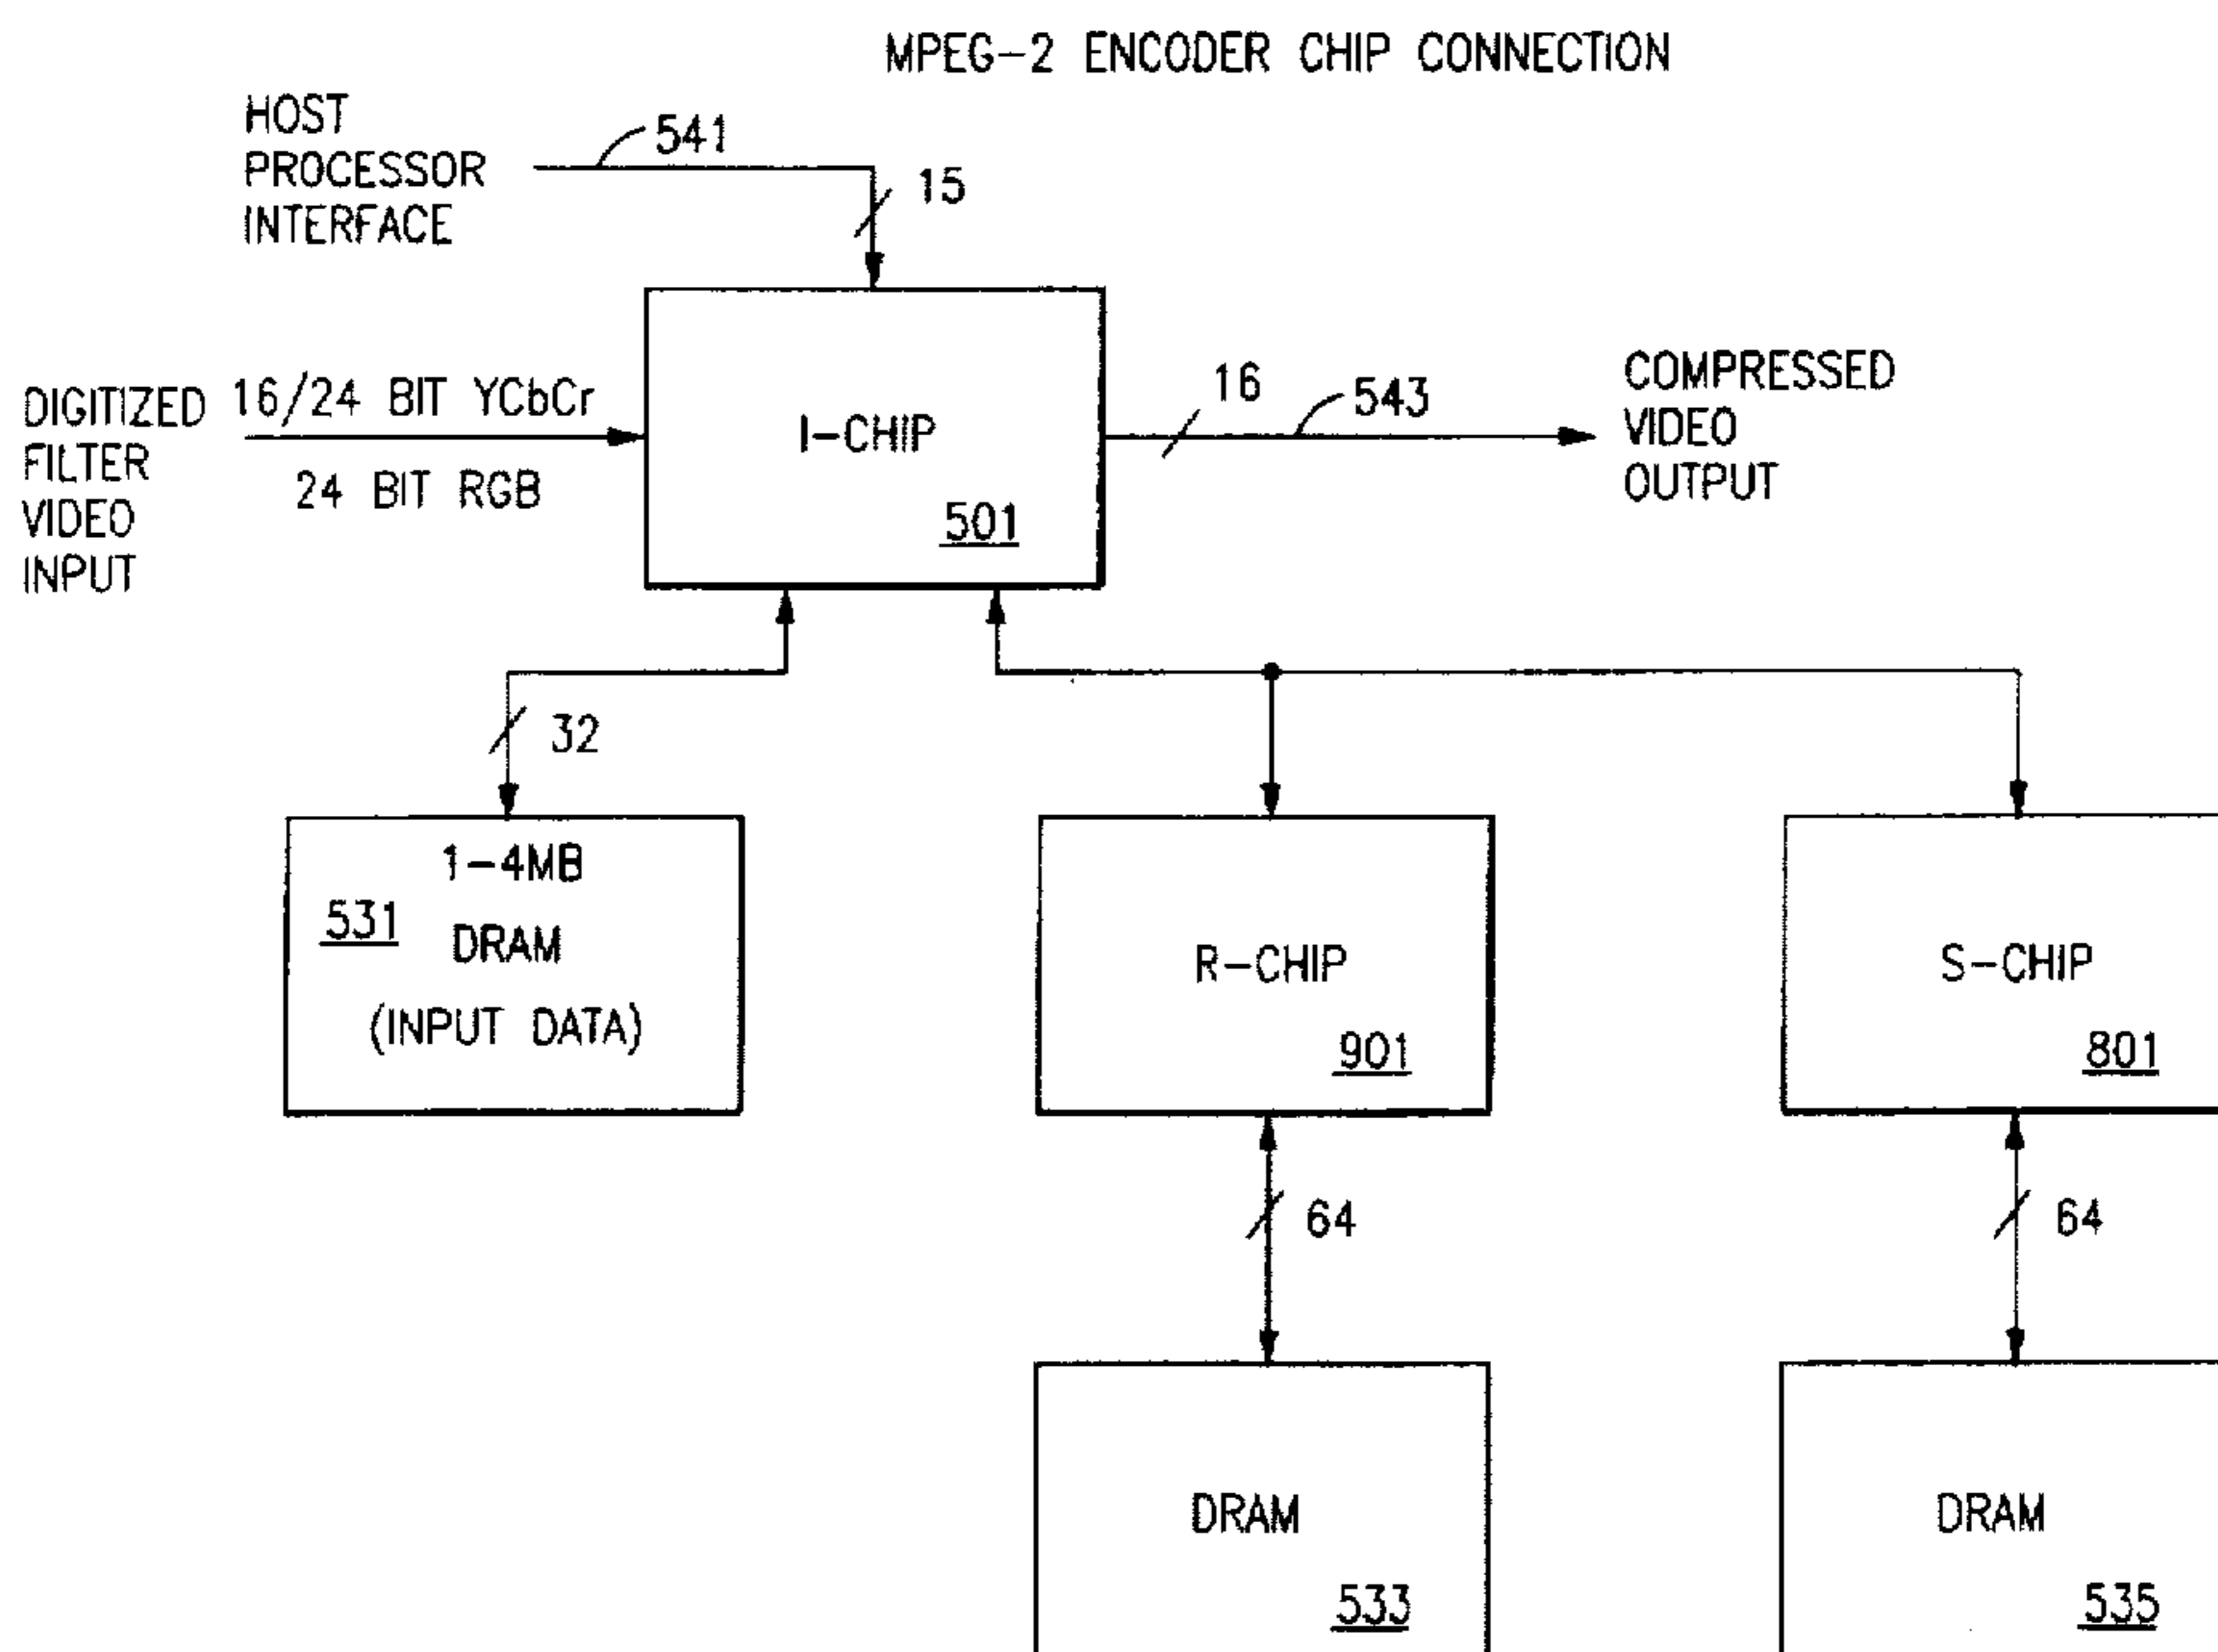 MPEG-2 ENCODER CHIP CONNECTION
HOST
PROCESSOR
INTERFACE
541
15
DIGITIZED
FILTER
VIDEO
INPUT
16/24 BIT YCbCr
24 BIT RGB
I-CHIP
501
16
543
COMPRESSED
VIDEO
OUTPUT
32
1-4MB
531
DRAM
(INPUT DATA)
R-CHIP
901
S-CHIP
801
64
64
DRAM
533
DRAM
535